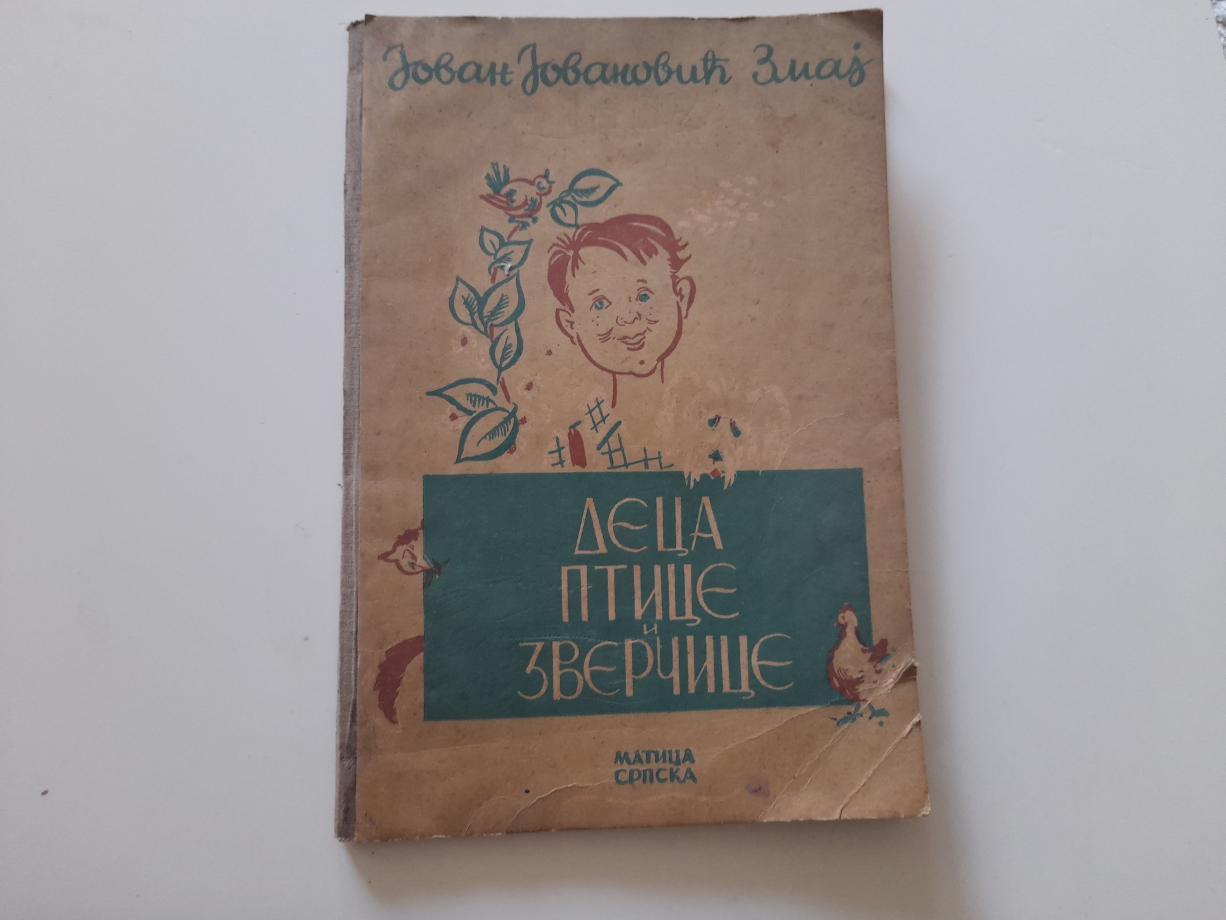 Јован Јовановић Змај
ДЕЦА
ПТИЦЕ
и
ЗВЕРЧИЦЕ
МАТИЦА
СРПСКА